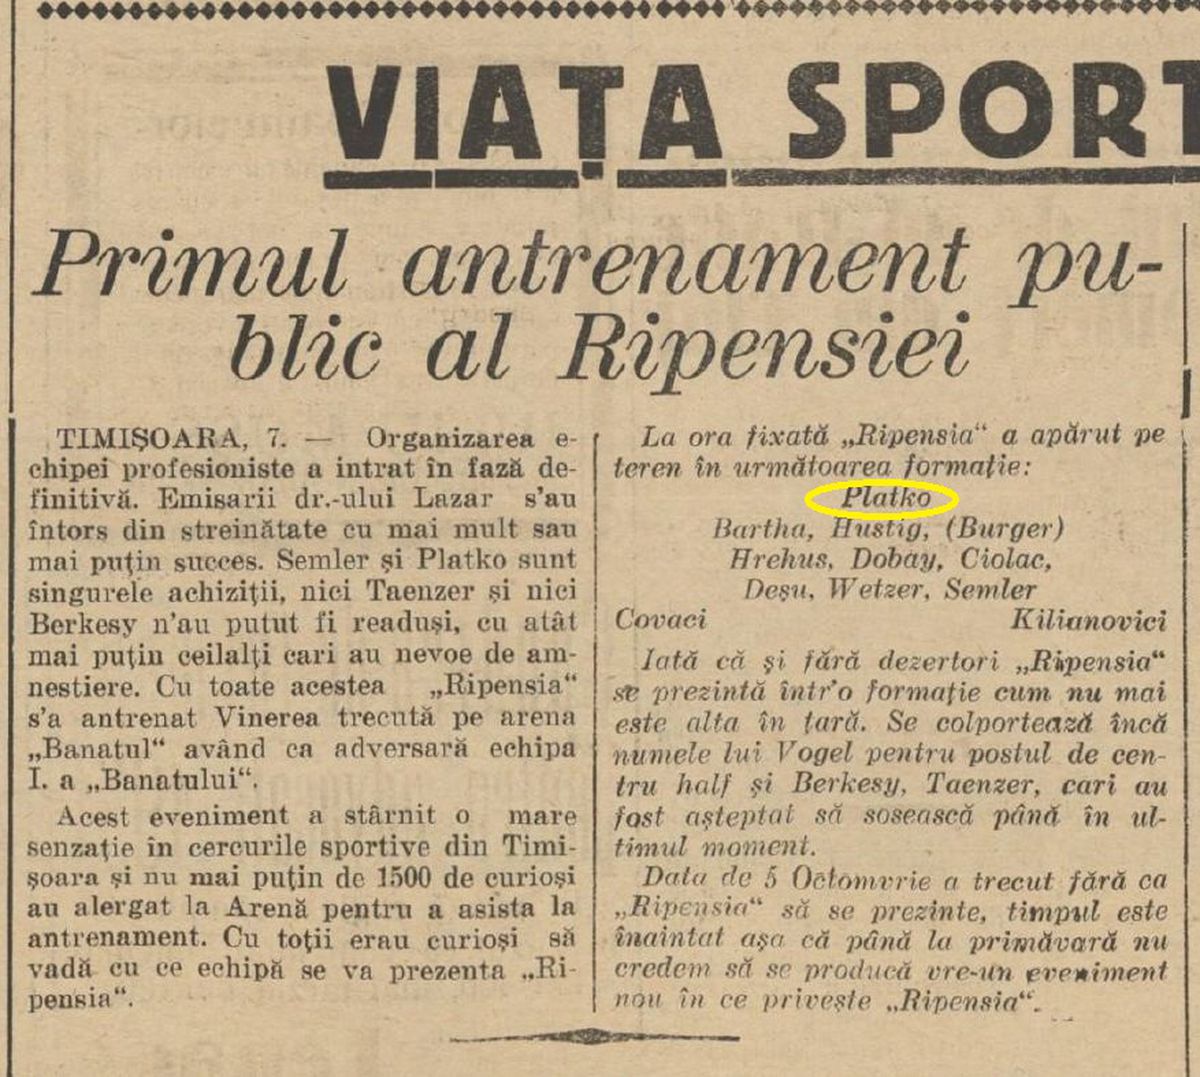 VIAȚA SPORT
Primul antrenament pu-
blic al Ripensiei
TIMIȘOARA, 7. — Organizarea e-
chipei profesioniste a intrat în fază de-
finitivă. Emisarii dr.-ului Lazar s'au
întors din streinătate cu mai mult sau
mai puțin succes. Semler și Platko sunt
singurele achiziții, nici Taenzer și nici
Berkesy n'au putut fi readuși, cu atât
mai puțin ceilalți cari au nevoe de am-
nestiere. Cu toate acestea „Ripensia“
s'a antrenat Vinerea trecută pe arena
„Banatul“ având ca adversară echipa
I. a „Banatului“.
Acest eveniment a stârnit o mare
senzație în cercurile sportive din Timi-
șoara și nu mai puțin de 1500 de curioși
au alergat la Arenă pentru a asista la
antrenament. Cu toții erau curioși să
vadă cu ce echipă se va prezenta „Ri-
pensia“.
La ora fixată „Ripensia“ a apărut pe
teren în următoarea formație:
Platko
Bartha, Hustig, (Burger)
Hrehus, Dobay, Ciolac,
Deșu, Wetzer, Semler
Covaci Kilianovici
Iată că și fără dezertori „Ripensia“
se prezintă într'o formație cum nu mai
este alta în țară. Se colportează încă
numele lui Vogel pentru postul de cen-
tru half și Berkesy, Taenzer, cari au
fost așteptat să sosească până în ul-
timul moment.
Data de 5 Octomvrie a trecut fără ca
„Ripensia“ să se prezinte, timpul este
înaintat așa că până la primăvară nu
credem să se producă vre-un eveniment
nou în ce privește „Ripensia“.